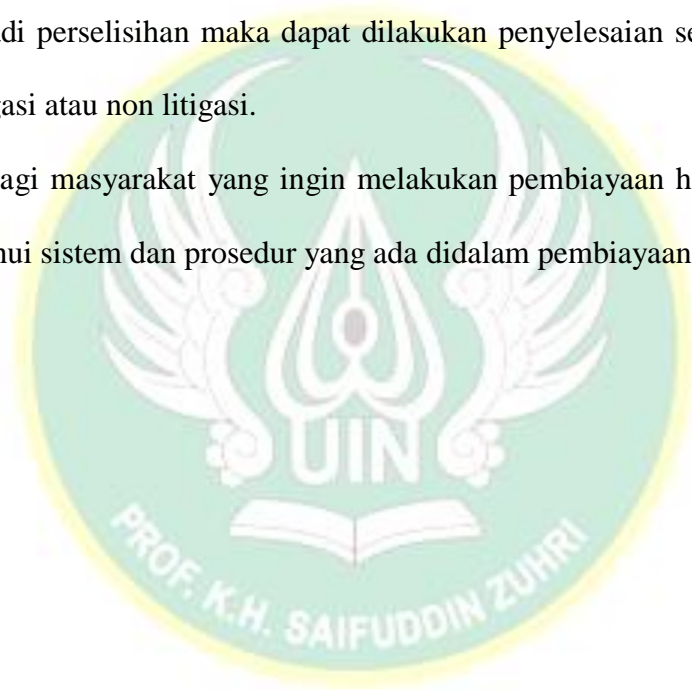 di perselisihan maka dapat dilakukan penyelesaian se
gasi atau non litigasi.
agi masyarakat yang ingin melakukan pembiayaan h
nui sistem dan prosedur yang ada didalam pembiayaan
UIN
PROF. K.H. SAIFUDDIN ZUHRI